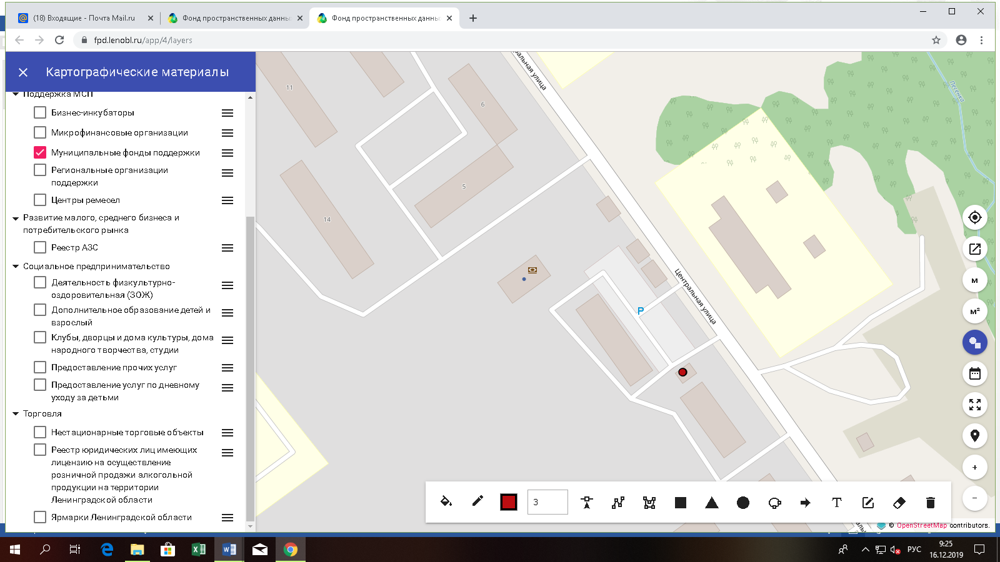 (18) Входящие - Почта Mail.ru
Фонд пространственных данны
Фонд пространственных данны
fpd.lenobl.ru/app/4/layers
Картографические материалы
Поддержка МСП
Бизнес-инкубаторы
Микрофинансовые организации
Муниципальные фонды поддержки
Региональные организации
поддержки
Центры ремесел
Развитие малого, среднего бизнеса и
потребительского рынка
Реестр АЗС
Социальное предпринимательство
Деятельность физкультурно-
оздоровительная (ЗОЖ)
Дополнительное образование детей и
взрослый
Клубы, дворцы и дома культуры, дома
народного творчества, студии
Предоставление прочих услуг
Предоставление услуг по дневному
уходу за детьми
Торговля
Нестационарные торговые объекты
Реестр юридических лиц имеющих
лицензию на осуществление
розничной продажи алкогольной
продукции на территории
Ленинградской области
Ярмарки Ленинградской области
11
6
5
14
ральная улица
Центральная улица
Песенка
P
м
м²
3
T
© OpenStreetMap contributors.
РУС
9:25
16.12.2019